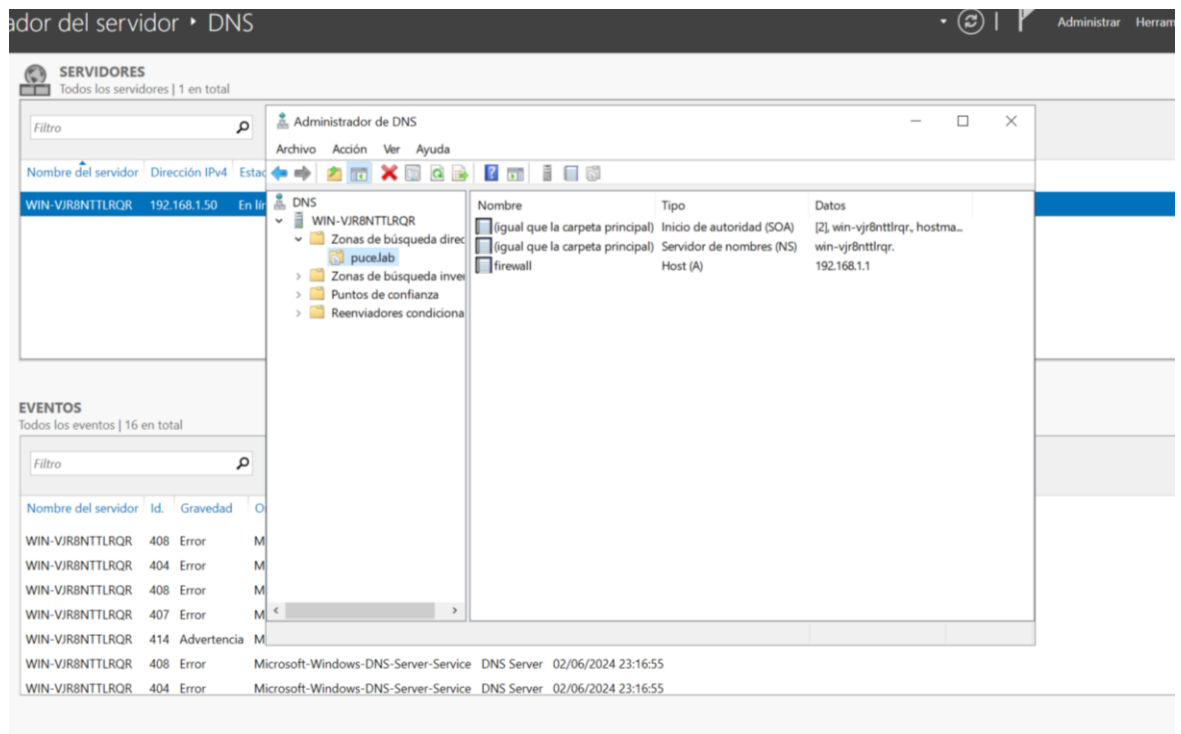 ador del servidor ‣ DNS
Administrar Herram
SERVIDORES
Todos los servidores | 1 en total
Filtro
Nombre del servidor Dirección IPv4 Estad
WIN-VJR8NTTLRQR 192.168.1.50 En lín
Administrador de DNS
Archivo Acción Ver Ayuda
DNS
WIN-VJR8NTTLRQR
Zonas de búsqueda direc
puce.lab
Zonas de búsqueda inver
Puntos de confianza
Reenviadores condiciona
Nombre Tipo Datos
(igual que la carpeta principal) Inicio de autoridad (SOA) [2], win-vjr8nttlrqr., hostma...
(igual que la carpeta principal) Servidor de nombres (NS) win-vjr8nttlrqr.
firewall Host (A) 192.168.1.1
EVENTOS
Todos los eventos | 16 en total
Filtro
Nombre del servidor Id. Gravedad O
WIN-VJR8NTTLRQR 408 Error M
WIN-VJR8NTTLRQR 404 Error M
WIN-VJR8NTTLRQR 408 Error M
WIN-VJR8NTTLRQR 407 Error M
WIN-VJR8NTTLRQR 414 Advertencia M
WIN-VJR8NTTLRQR 408 Error Microsoft-Windows-DNS-Server-Service DNS Server 02/06/2024 23:16:55
WIN-VJR8NTTLRQR 404 Error Microsoft-Windows-DNS-Server-Service DNS Server 02/06/2024 23:16:55